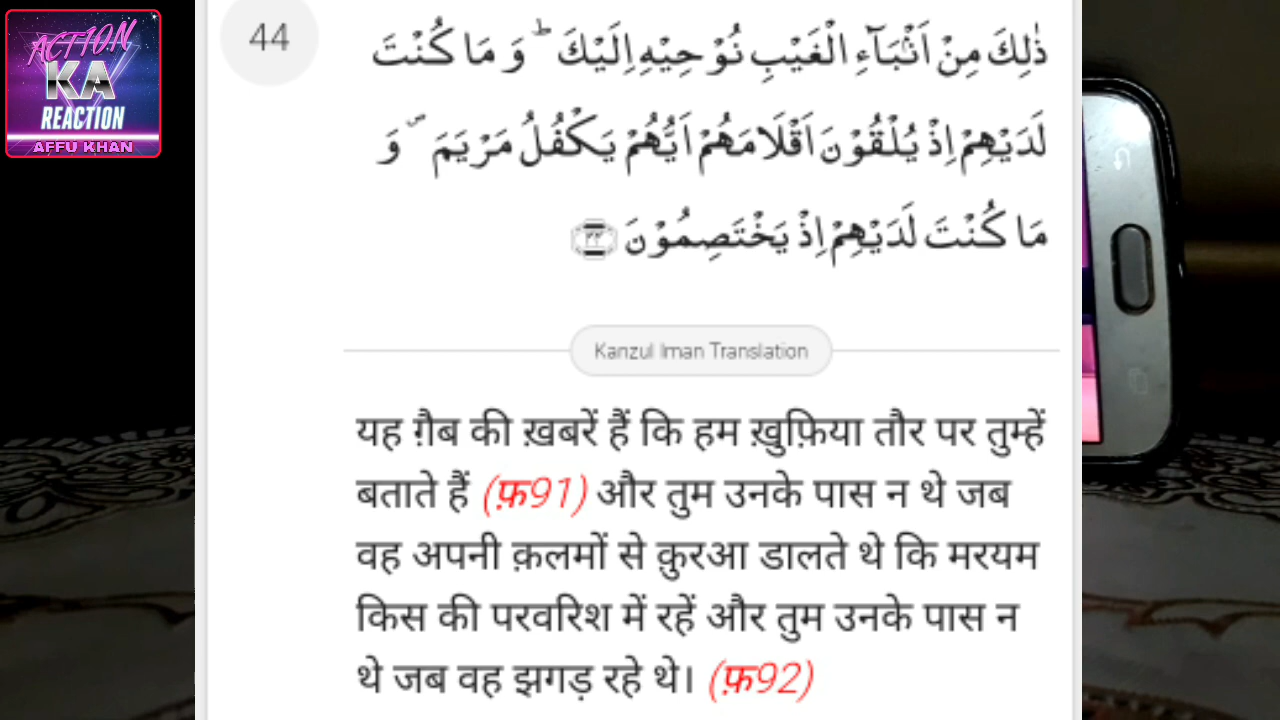 ACTION
KA
REACTION
AFFU KHAN
44
ذٰلِكَ مِنْ اَنْۢبَآءِ الْغَیْبِ نُوْحِیْهِ اِلَیْكَ ؕ وَ مَا كُنْتَ
لَدَیْهِمْ اِذْ یُلْقُوْنَ اَقْلَامَهُمْ اَیُّهُمْ یَكْفُلُ مَرْیَمَ ۪ وَ
مَا كُنْتَ لَدَیْهِمْ اِذْ یَخْتَصِمُوْنَ ﴿۴۴﴾
Kanzul Iman Translation
यह ग़ैब की ख़बरें हैं कि हम ख़ुफ़िया तौर पर तुम्हें
बताते हैं (फ़91) और तुम उनके पास न थे जब
वह अपनी क़लमों से क़ुरआ डालते थे कि मरयम
किस की परवरिश में रहें और तुम उनके पास न
थे जब वह झगड़ रहे थे। (फ़92)